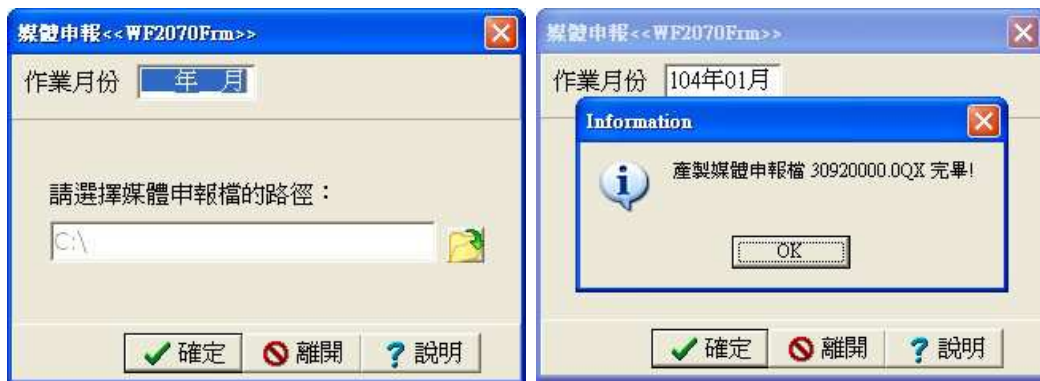 媒體申報<<WF2070Frm>>
作業月份 年 月
請選擇媒體申報檔的路徑：
C:\
確定 離開 ? 說明
媒體申報<<WF2070Frm>>
作業月份 104年01月
Information
產製媒體申報檔 30920000.0QX 完畢!
OK
確定 離開 ? 說明